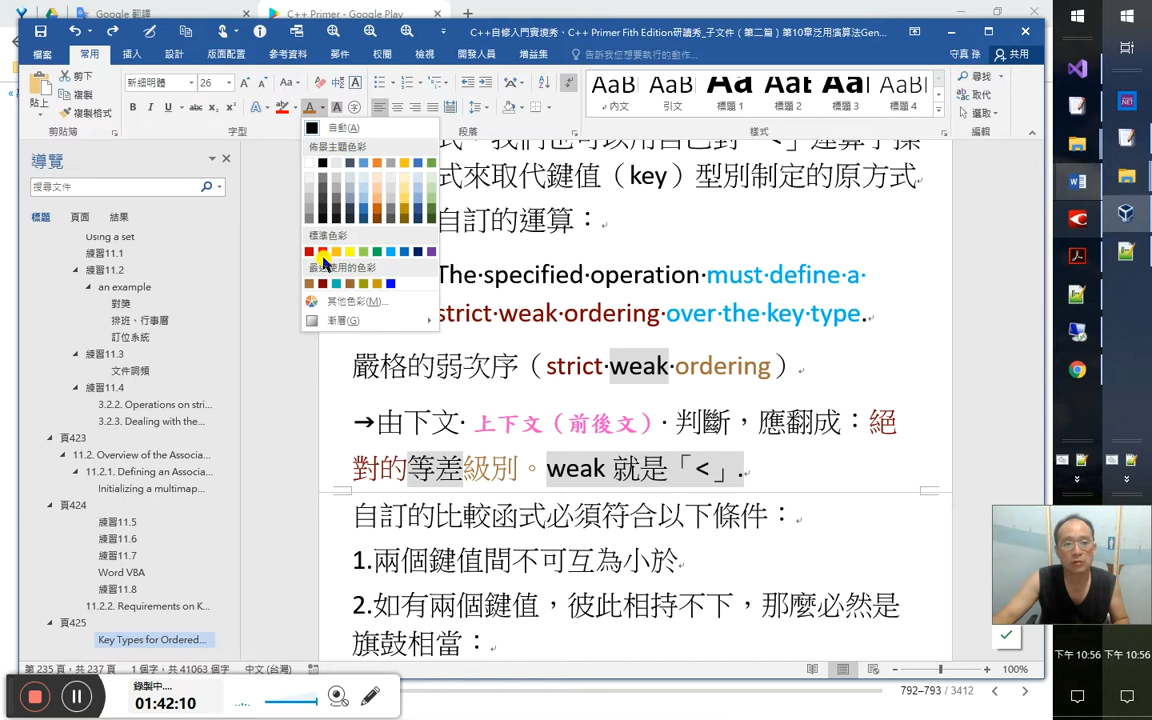 Google 翻譯
C++ Primer - Google Play
C++自修入門資境秀、C++ Primer Fith Edition研讀秀_子文件（第二篇）第10章泛用演算法Gen...
檔案 常用 插入 設計 版面配置 參考資料 郵件 校閱 檢視 開發人員 增益集 告訴我您想要執行的動作... 守真 孫 共用
貼上 剪下 複製 複製格式
新細明體 26
AaB 內文 AaB 引文 Aat 標題 1 Aat 標題 2 Aal 標題 3 AaBl 標題 4
尋找 取代 選取
剪貼簿 字型 段落 樣式 編輯
自動(A)
佈景主題色彩
標準色彩
最近使用的色彩
其他色彩(M)...
漸層(G)
導覽
搜尋文件
標題 頁面 結果
Using a set
練習11.1
練習11.2
an example
對獎
排班、行事曆
訂位系統
練習11.3
文件調頻
練習11.4
3.2.2. Operations on stri...
3.2.3. Dealing with the...
頁423
11.2. Overview of the Associa...
11.2.1. Defining an Associa...
Initializing a multimap...
頁424
練習11.5
練習11.6
練習11.7
Word VBA
練習11.8
11.2.2. Requirements on K...
頁425
Key Types for Ordered...
式來取代鍵值（key）型別制定的原方式
自訂的運算：
The specified operation must define a
strict weak ordering over the key type.
嚴格的弱次序（strict weak ordering）
→由下文 上下文（前後文） 判斷，應翻成：絕
對的等差級別。weak 就是「<」.
自訂的比較函式必須符合以下條件：
1.兩個鍵值間不可互為小於
2.如有兩個鍵值，彼此相持不下，那麼必然是
旗鼓相當：
第 235 頁，共 237 頁 1 個字，共 41063 個字 中文 (台灣) 100%
錄製中....
01:42:10
792–793 / 3412
下午 10:56 下午 10:56